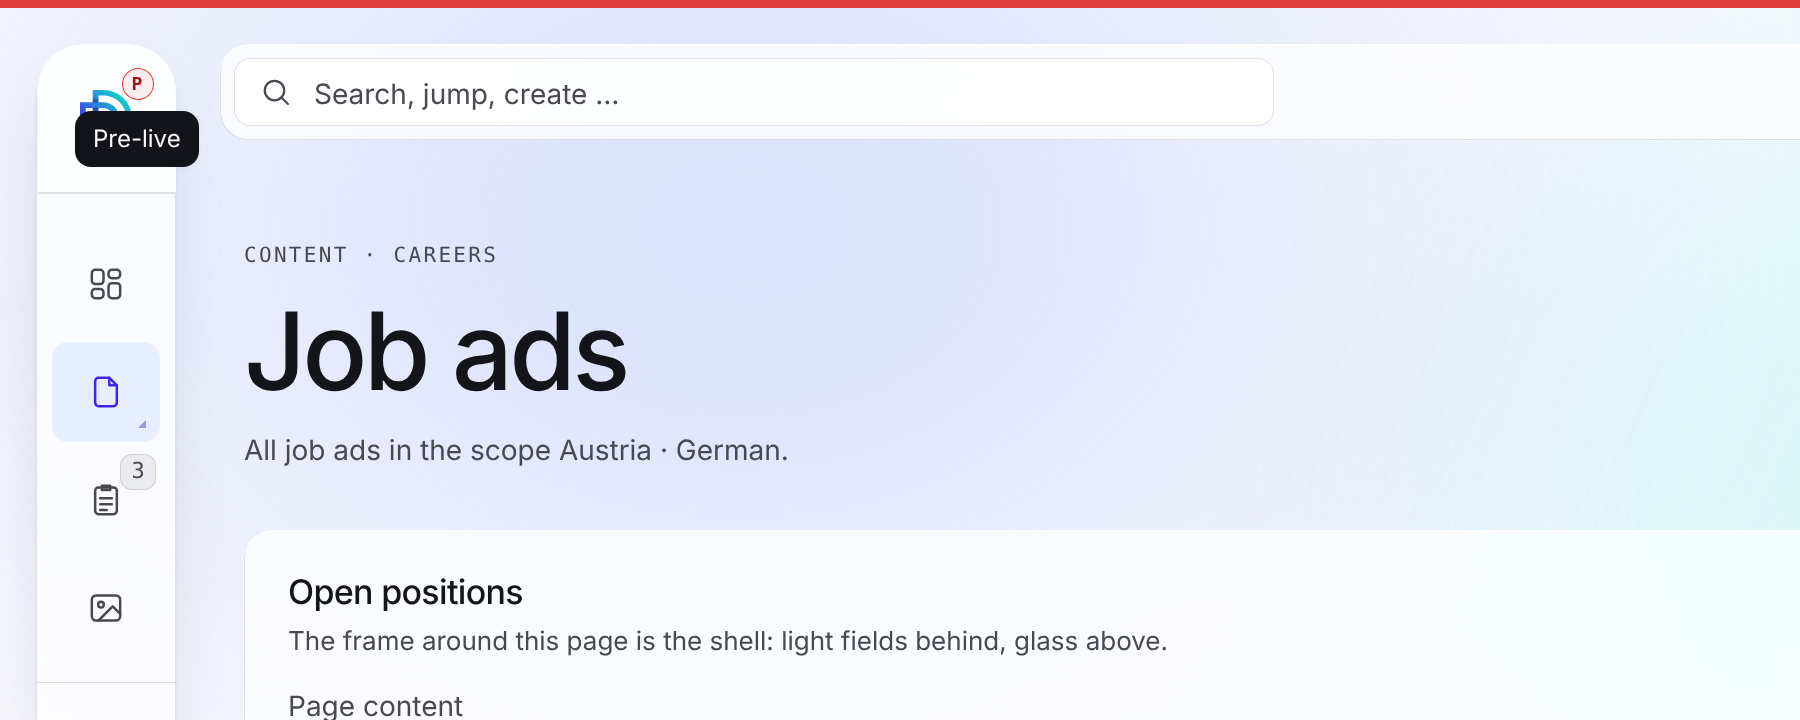 P
Search, jump, create ...
Pre-live
CONTENT · CAREERS
Job ads
All job ads in the scope Austria · German.
3
Open positions
The frame around this page is the shell: light fields behind, glass above.
Page content